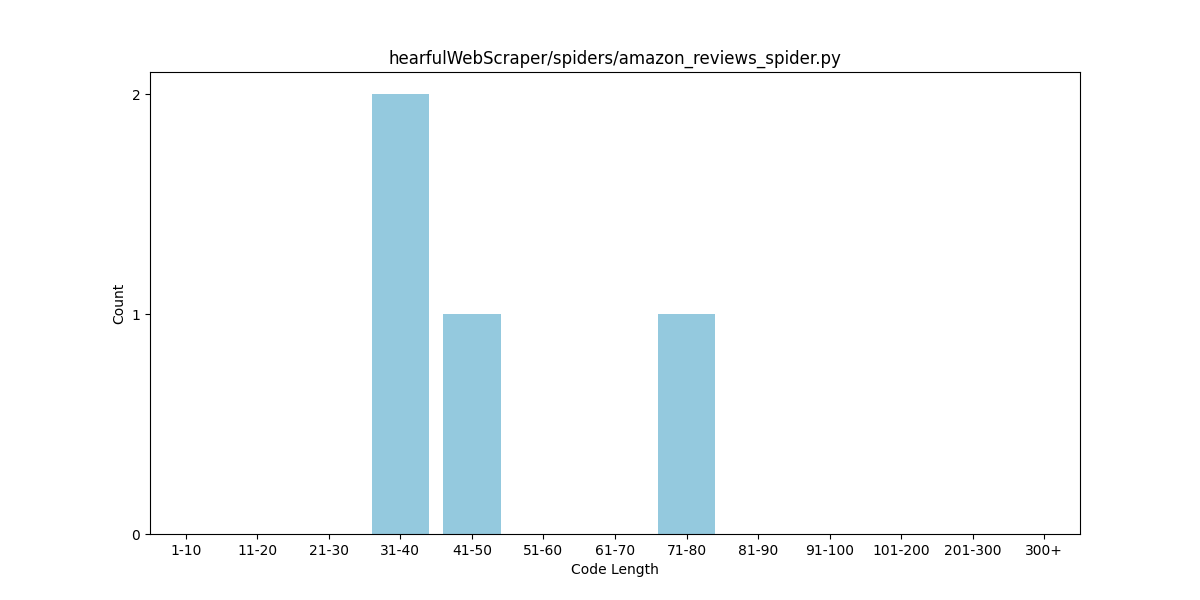 hearfulWebScraper/spiders/amazon_reviews_spider.py
Count
2
1
0
1-10 11-20 21-30 31-40 41-50 51-60 61-70 71-80 81-90 91-100 101-200 201-300 300+
Code Length